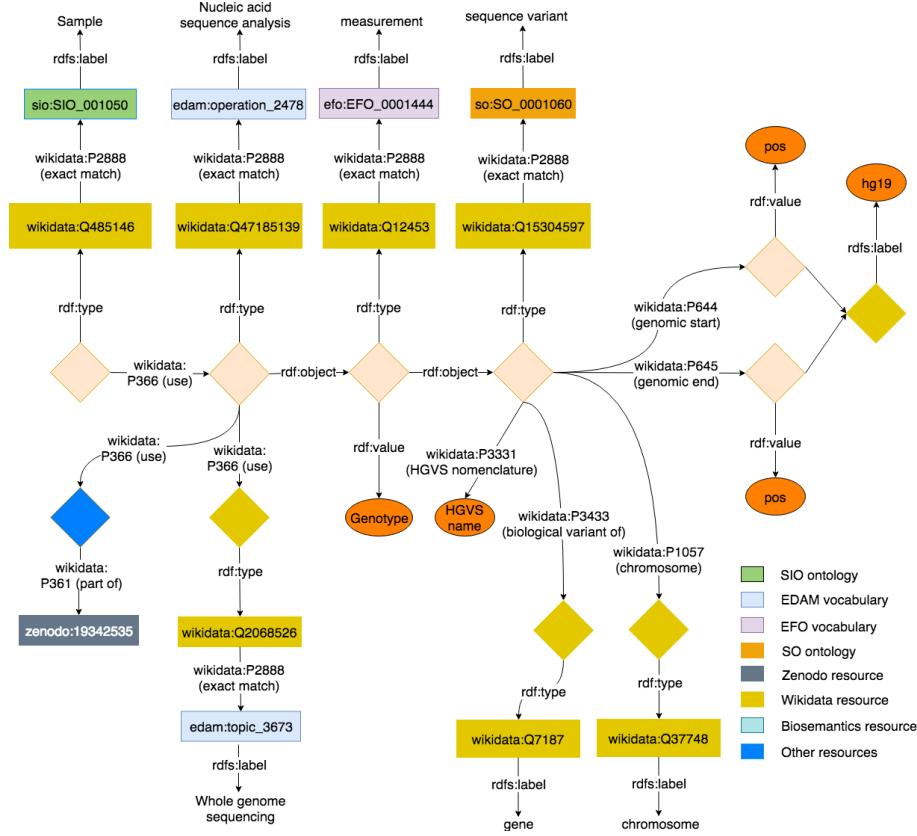 Sample
Nucleic acid
sequence analysis
measurement
sequence variant
rdfs:label
rdfs:label
rdfs:label
rdfs:label
sio:SIO_001050
edam:operation_2478
efo:EFO_0001444
so:SO_0001060
wikidata:P2888
(exact match)
wikidata:P2888
(exact match)
wikidata:P2888
(exact match)
wikidata:P2888
(exact match)
pos
hg19
rdf:value
rdfs:label
wikidata:Q485146
wikidata:Q47185139
wikidata:Q12453
wikidata:Q15304597
rdf:type
rdf:type
rdf:type
rdf:type
wikidata:P644
(genomic start)
wikidata:
P366 (use)
rdf:object
rdf:object
wikidata:P645
(genomic end)
wikidata:
P366 (use)
wikidata:
P366 (use)
rdf:value
wikidata:P3331
(HGVS nomenclature)
rdf:value
Genotype
HGVS
name
pos
wikidata:P3433
(biological variant of)
wikidata:P1057
(chromosome)
rdf:type
wikidata:
P361 (part of)
zenodo:19342535
wikidata:Q2068526
wikidata:P2888
(exact match)
edam:topic_3673
rdfs:label
Whole genome
sequencing
rdf:type
rdf:type
wikidata:Q7187
wikidata:Q37748
rdfs:label
rdfs:label
gene
chromosome
SIO ontology
EDAM vocabulary
EFO vocabulary
SO ontology
Zenodo resource
Wikidata resource
Biosemantics resource
Other resources